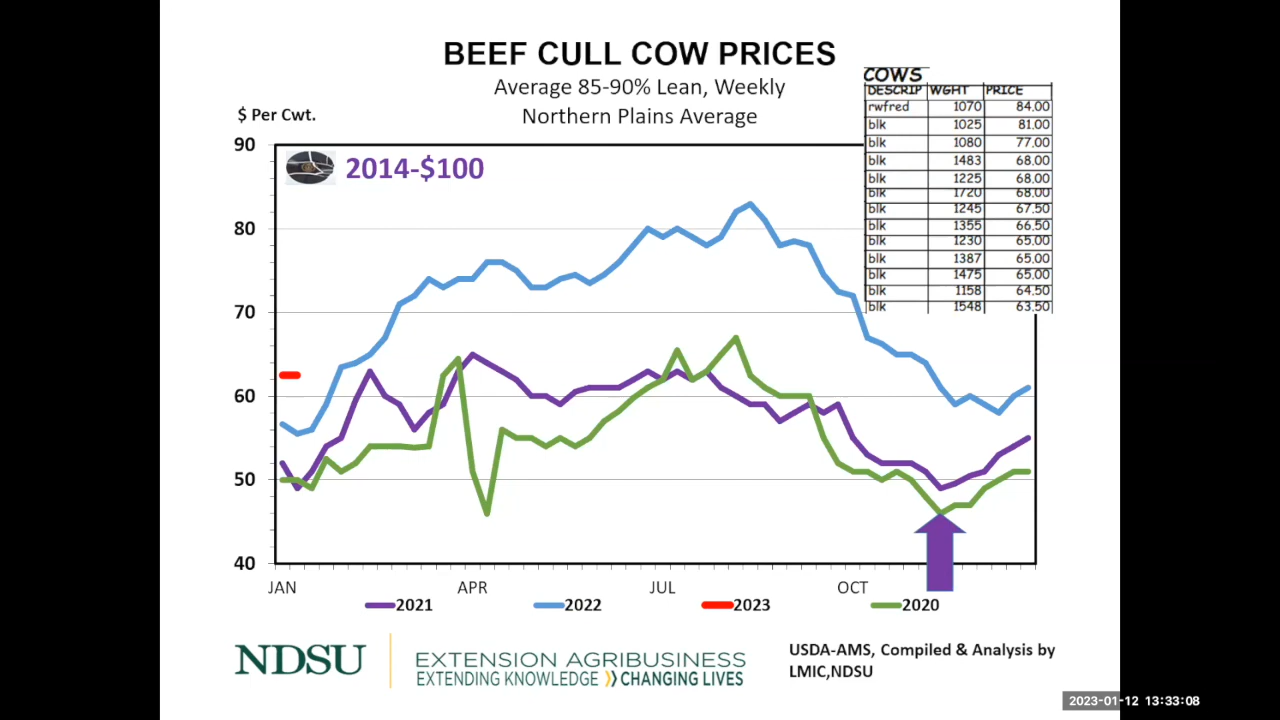 BEEF CULL COW PRICES
Average 85-90% Lean, Weekly
Northern Plains Average
$ Per Cwt.
2014-$100
COWS
DESCRIP WGHT PRICE
rwfred 1070 84.00
blk 1025 81.00
blk 1080 77.00
blk 1483 68.00
blk 1225 68.00
blk 1720 68.00
blk 1245 67.50
blk 1355 66.50
blk 1230 65.00
blk 1387 65.00
blk 1475 65.00
blk 1158 64.50
blk 1548 63.50
90
80
70
60
50
40
JAN APR JUL OCT
2021 2022 2023 2020
NDSU
EXTENSION AGRIBUSINESS
EXTENDING KNOWLEDGE CHANGING LIVES
USDA-AMS, Compiled & Analysis by
LMIC,NDSU
2023-01-12 13:33:08